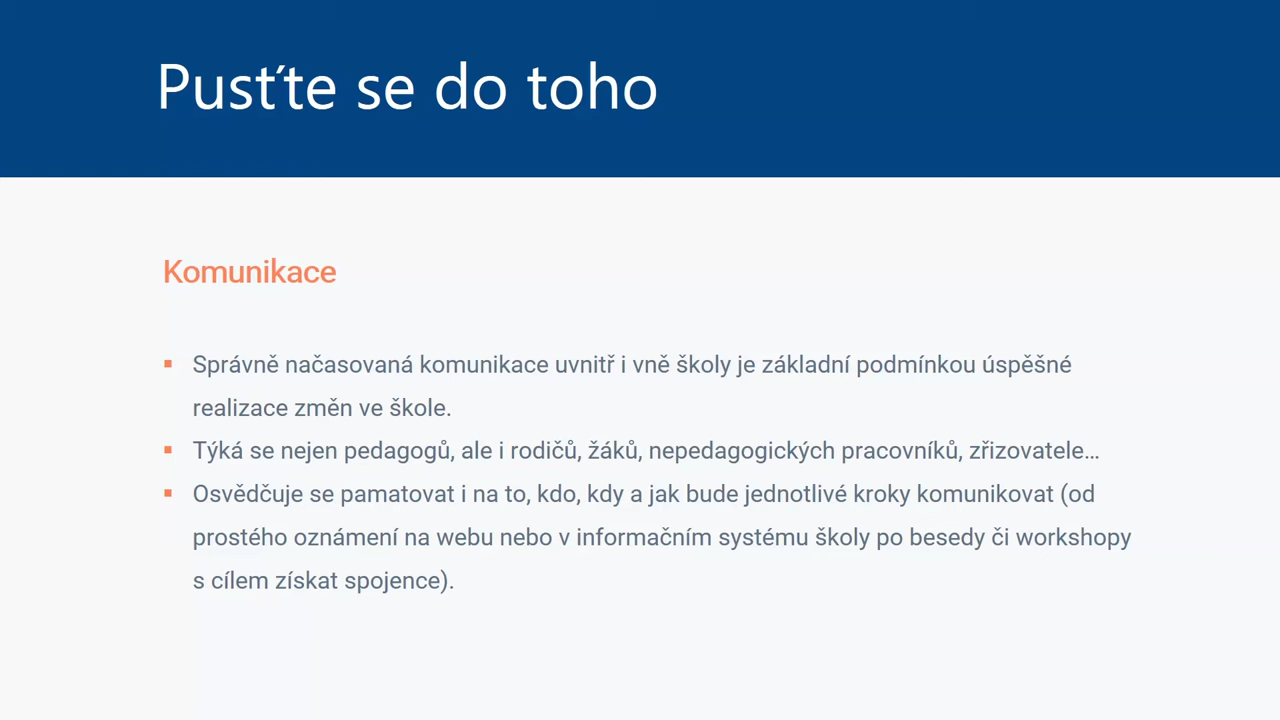 Pusťte se do toho
Komunikace
▪ Správně načasovaná komunikace uvnitř i vně školy je základní podmínkou úspěšné
realizace změn ve škole.
▪ Týká se nejen pedagogů, ale i rodičů, žáků, nepedagogických pracovníků, zřizovatele…
▪ Osvědčuje se pamatovat i na to, kdo, kdy a jak bude jednotlivé kroky komunikovat (od
prostého oznámení na webu nebo v informačním systému školy po besedy či workshopy
s cílem získat spojence).